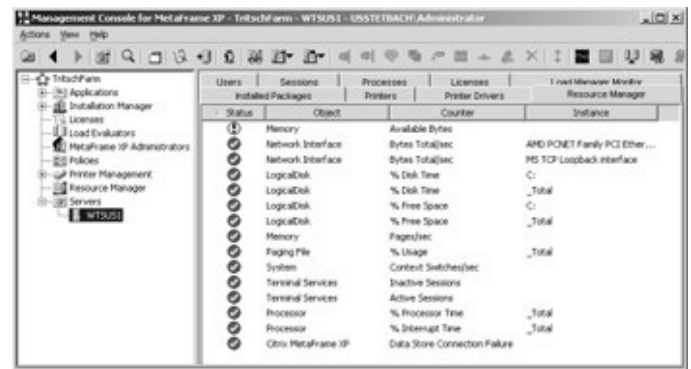 Management Console for MetaFrame XP - TritschFarm - WTSUS1 - USSTETBACH\Administrator
Actions View Help
TritschFarm
Applications
Installation Manager
Licenses
Load Evaluators
MetaFrame XP Administrators
Policies
Printer Management
Resource Manager
Servers
WTSUS1
Users Sessions Processes Licenses Load Manager Monitor
Installed Packages Printers Printer Drivers Resource Manager
Status Object Counter Instance
Memory Available Bytes
Network Interface Bytes Total/sec AMD PCNET Family PCI Ether...
Network Interface Bytes Total/sec MS TCP Loopback interface
LogicalDisk % Disk Time C:
LogicalDisk % Disk Time _Total
LogicalDisk % Free Space C:
LogicalDisk % Free Space _Total
Memory Pages/sec
Paging File % Usage _Total
System Context Switches/sec
Terminal Services Inactive Sessions
Terminal Services Active Sessions
Processor % Processor Time _Total
Processor % Interrupt Time _Total
Citrix MetaFrame XP Data Store Connection Failure